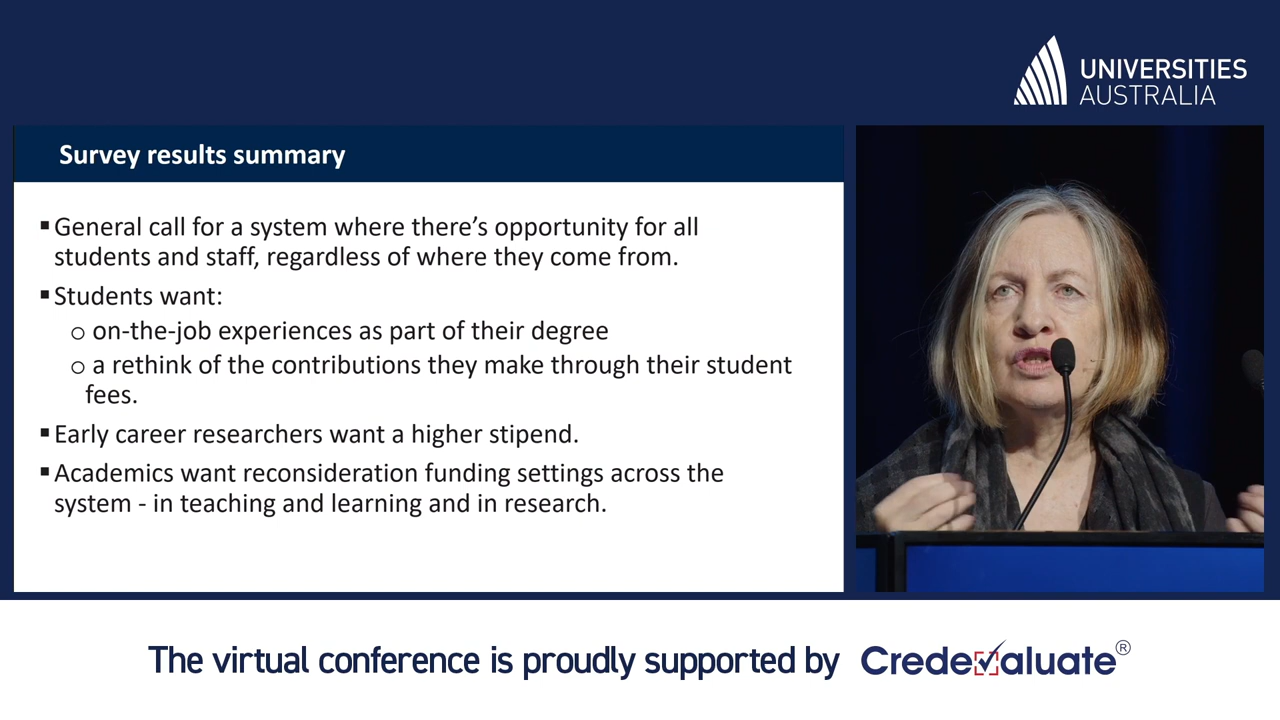 UNIVERSITIES
AUSTRALIA
Survey results summary
▪ General call for a system where there’s opportunity for all
students and staff, regardless of where they come from.
▪ Students want:
o on-the-job experiences as part of their degree
o a rethink of the contributions they make through their student
fees.
▪ Early career researchers want a higher stipend.
▪ Academics want reconsideration funding settings across the
system - in teaching and learning and in research.
The virtual conference is proudly supported by Credevaluate®